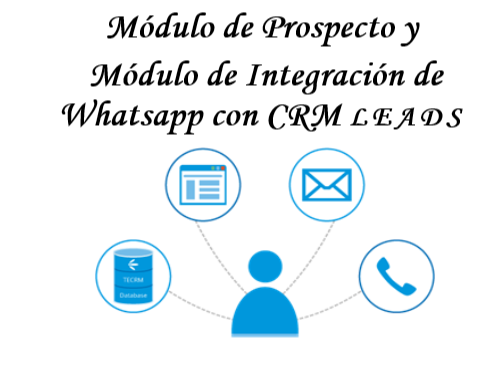 Módulo de Prospecto y
Módulo de Integración de
Whatsapp con CRM LEADS
TECRM
Database